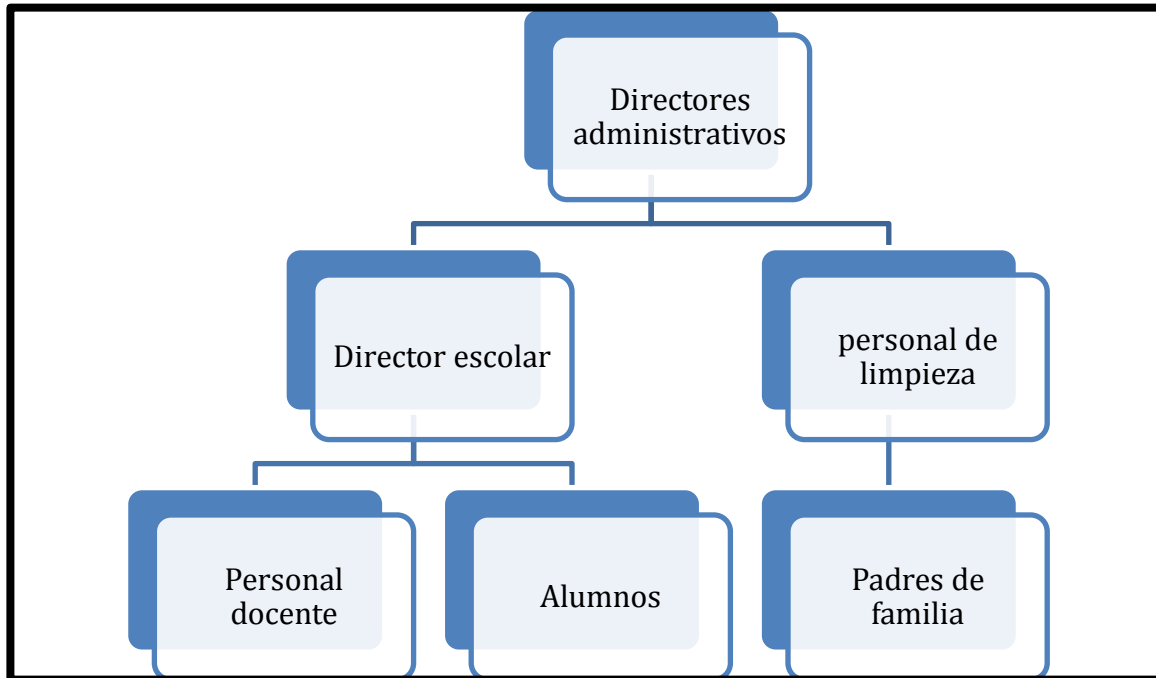 Directores
administrativos
Director escolar
personal de
limpieza
Personal
docente
Alumnos
Padres de
familia